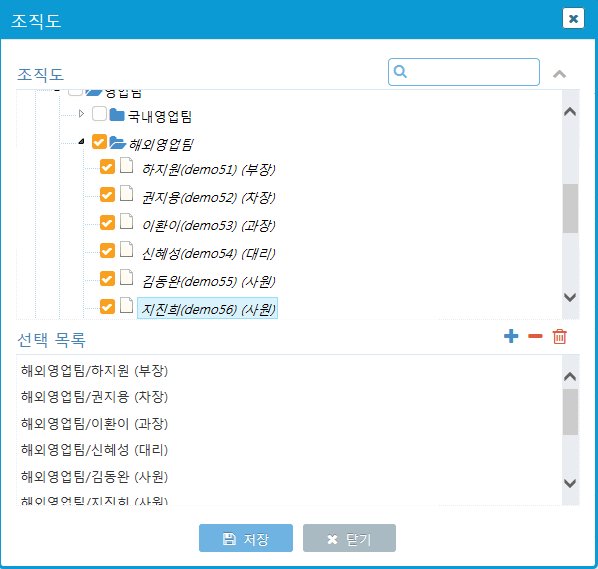 조직도
조직도
영업팀
국내영업팀
해외영업팀
하지원(demo51) (부장)
권지용(demo52) (차장)
이환이(demo53) (과장)
신혜성(demo54) (대리)
김동완(demo55) (사원)
지진희(demo56) (사원)
선택 목록
해외영업팀/하지원 (부장)
해외영업팀/권지용 (차장)
해외영업팀/이환이 (과장)
해외영업팀/신혜성 (대리)
해외영업팀/김동완 (사원)
해외영업팀/지진희 (사원)
저장 닫기